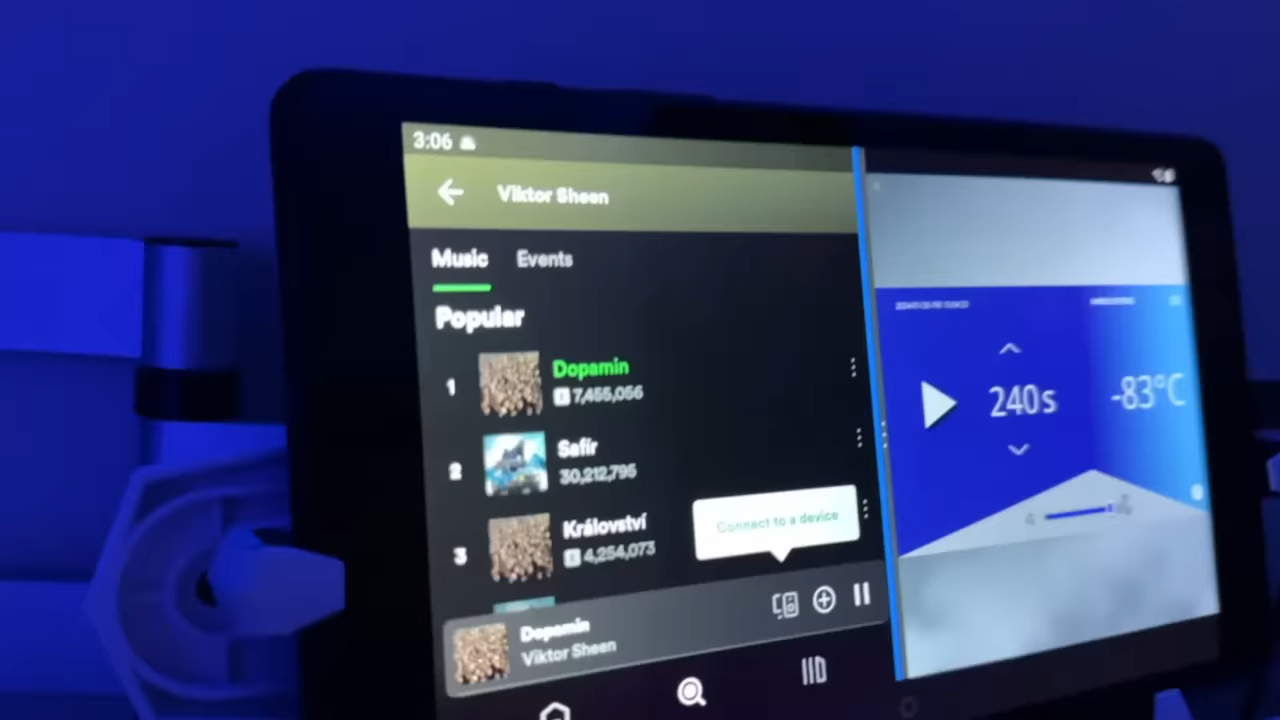 3:06
Viktor Sheen
Music Events
Popular
1
Dopamin
E 7,455,056
2
Safír
30,212,795
3
Království
E 4,254,073
Connect to a device
Dopamin
Viktor Sheen
240s
-83°C